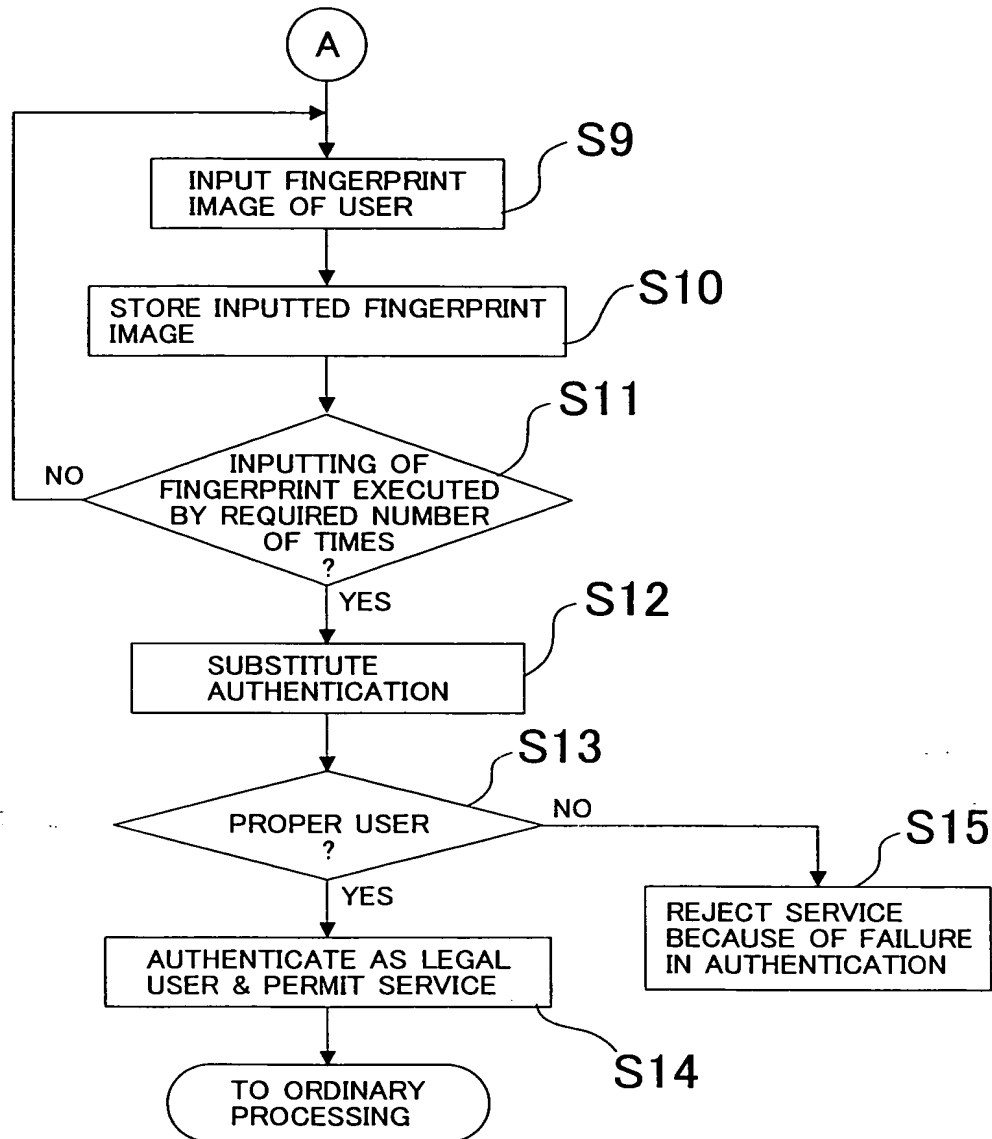 A
S9
INPUT FINGERPRINT
IMAGE OF USER
S10
STORE INPUTTED FINGERPRINT
IMAGE
S11
NO
INPUTTING OF
FINGERPRINT EXECUTED
BY REQUIRED NUMBER
OF TIMES
?
YES
S12
SUBSTITUTE
AUTHENTICATION
S13
NO
PROPER USER
?
S15
YES
REJECT SERVICE
BECAUSE OF FAILURE
IN AUTHENTICATION
AUTHENTICATE AS LEGAL
USER & PERMIT SERVICE
S14
TO ORDINARY
PROCESSING